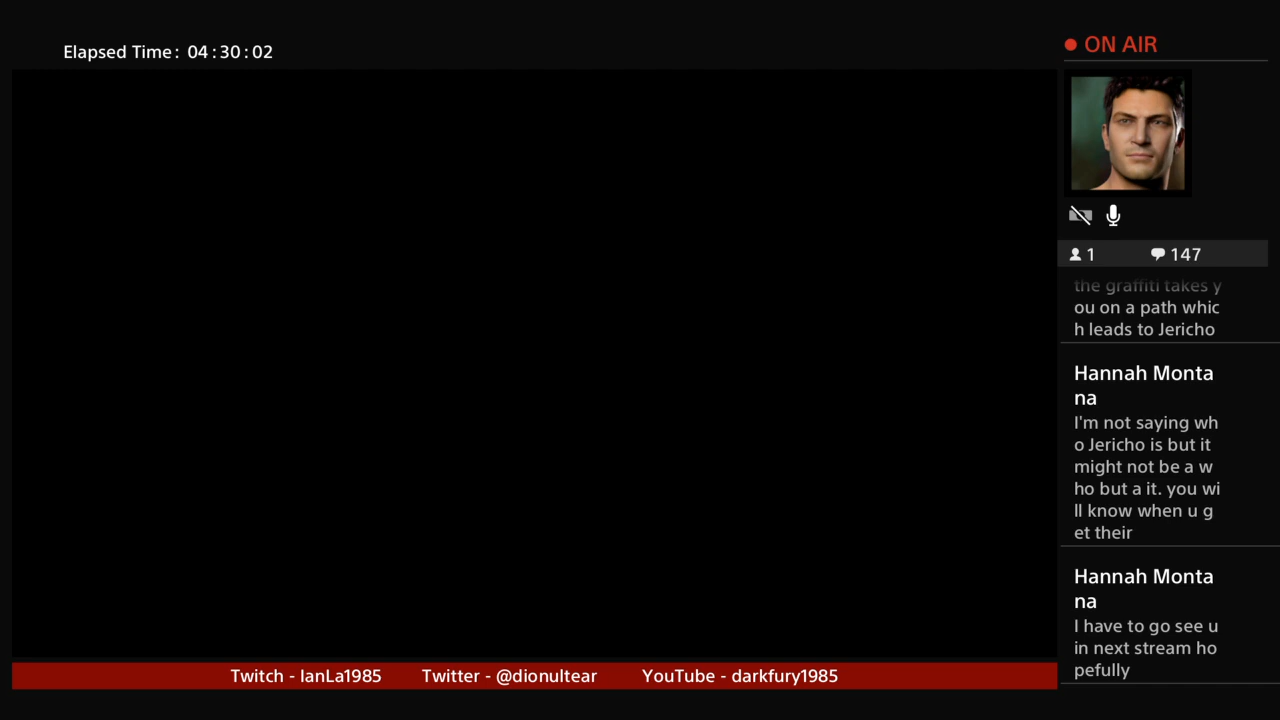 Elapsed Time: 04:30:02
ON AIR
1 147
the graffiti takes y
ou on a path whic
h leads to Jericho
Hannah Monta
na
I'm not saying wh
o Jericho is but it
might not be a w
ho but a it. you wi
ll know when u g
et their
Hannah Monta
na
I have to go see u
in next stream ho
pefully
Twitch - IanLa1985 Twitter - @dionultear YouTube - darkfury1985